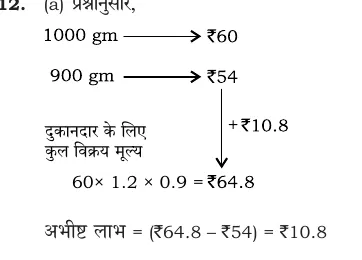 12. (a) प्रश्नानुसार,
1000 gm → ₹60
900 gm → ₹54
+₹10.8
दुकानदार के लिए
कुल विक्रय मूल्य
60× 1.2 × 0.9 = ₹64.8
अभीष्ट लाभ = (₹64.8 – ₹54) = ₹10.8